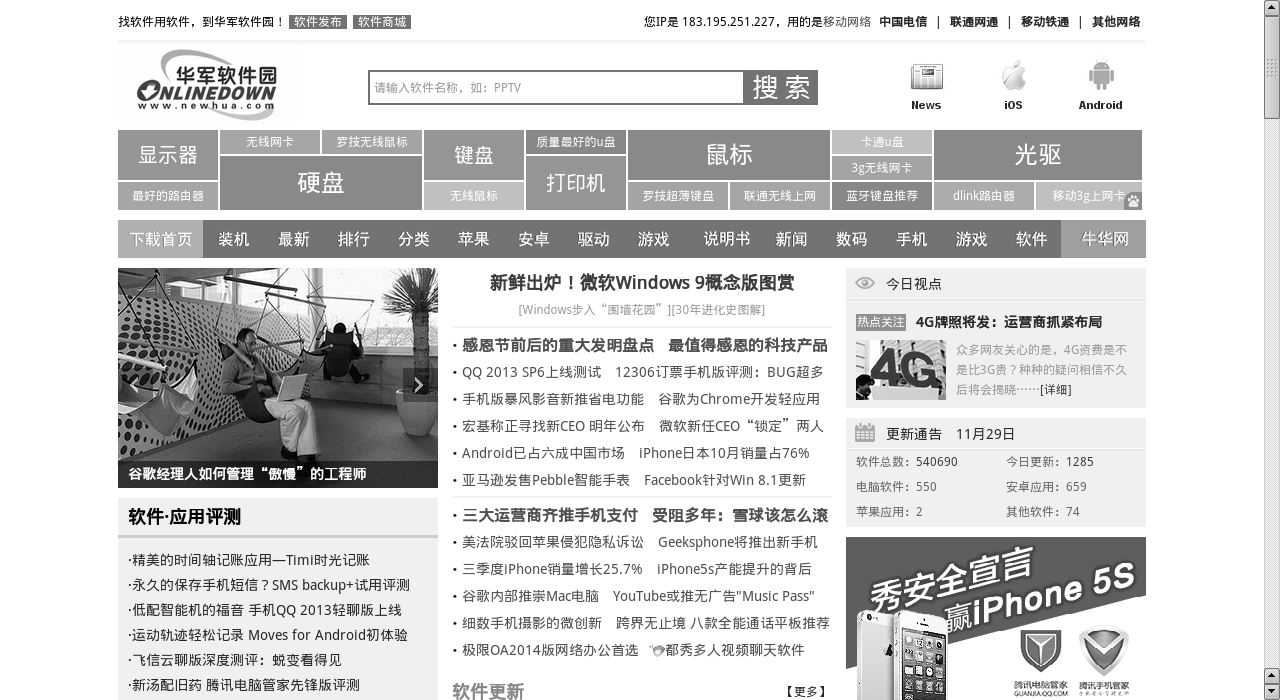 找软件用软件，到华军软件园！ 软件发布 软件商城
您IP是 183.195.251.227，用的是移动网络 中国电信 | 联通网通 | 移动铁通 | 其他网络
华军软件园
ONLINEDOWN
www.newhua.com
请输入软件名称，如：PPTV
搜 索
News
iOS
Android
显示器
无线网卡
罗技无线鼠标
键盘
质量最好的u盘
鼠标
卡通u盘
光驱
3g无线网卡
硬盘
打印机
最好的路由器
无线鼠标
罗技超薄键盘
联通无线上网
蓝牙键盘推荐
dlink路由器
移动3g上网卡
下载首页 装机 最新 排行 分类 苹果 安卓 驱动 游戏 说明书 新闻 数码 手机 游戏 软件 牛华网
谷歌经理人如何管理“傲慢”的工程师
软件·应用评测
·精美的时间轴记账应用—Timi时光记账
·永久的保存手机短信？SMS backup+试用评测
·低配智能机的福音 手机QQ 2013轻聊版上线
·运动轨迹轻松记录 Moves for Android初体验
·飞信云聊版深度测评：蜕变看得见
·新汤配旧药 腾讯电脑管家先锋版评测
新鲜出炉！微软Windows 9概念版图赏
[Windows步入“围墙花园”][30年进化史图解]
· 感恩节前后的重大发明盘点 最值得感恩的科技产品
· QQ 2013 SP6上线测试 12306订票手机版评测：BUG超多
· 手机版暴风影音新推省电功能 谷歌为Chrome开发轻应用
· 宏基称正寻找新CEO 明年公布 微软新任CEO“锁定”两人
· Android已占六成中国市场 iPhone日本10月销量占76%
· 亚马逊发售Pebble智能手表 Facebook针对Win 8.1更新
· 三大运营商齐推手机支付 受阻多年：雪球该怎么滚
· 美法院驳回苹果侵犯隐私诉讼 Geeksphone将推出新手机
· 三季度iPhone销量增长25.7% iPhone5s产能提升的背后
· 谷歌内部推崇Mac电脑 YouTube或推无广告"Music Pass"
· 细数手机摄影的微创新 跨界无止境 八款全能通话平板推荐
· 极限OA2014版网络办公首选 都秀多人视频聊天软件
软件更新
【更多】
今日视点
热点关注 4G牌照将发：运营商抓紧布局
4G
众多网友关心的是，4G资费是不
是比3G贵？种种的疑问相信不久
后将会揭晓……[详细]
更新通告 11月29日
软件总数：540690 今日更新：1285
电脑软件：550 安卓应用：659
苹果应用：2 其他软件：74
秀安全宣言
赢iPhone 5S
腾讯电脑管家
GUANJIA.QQ.COM
腾讯手机管家